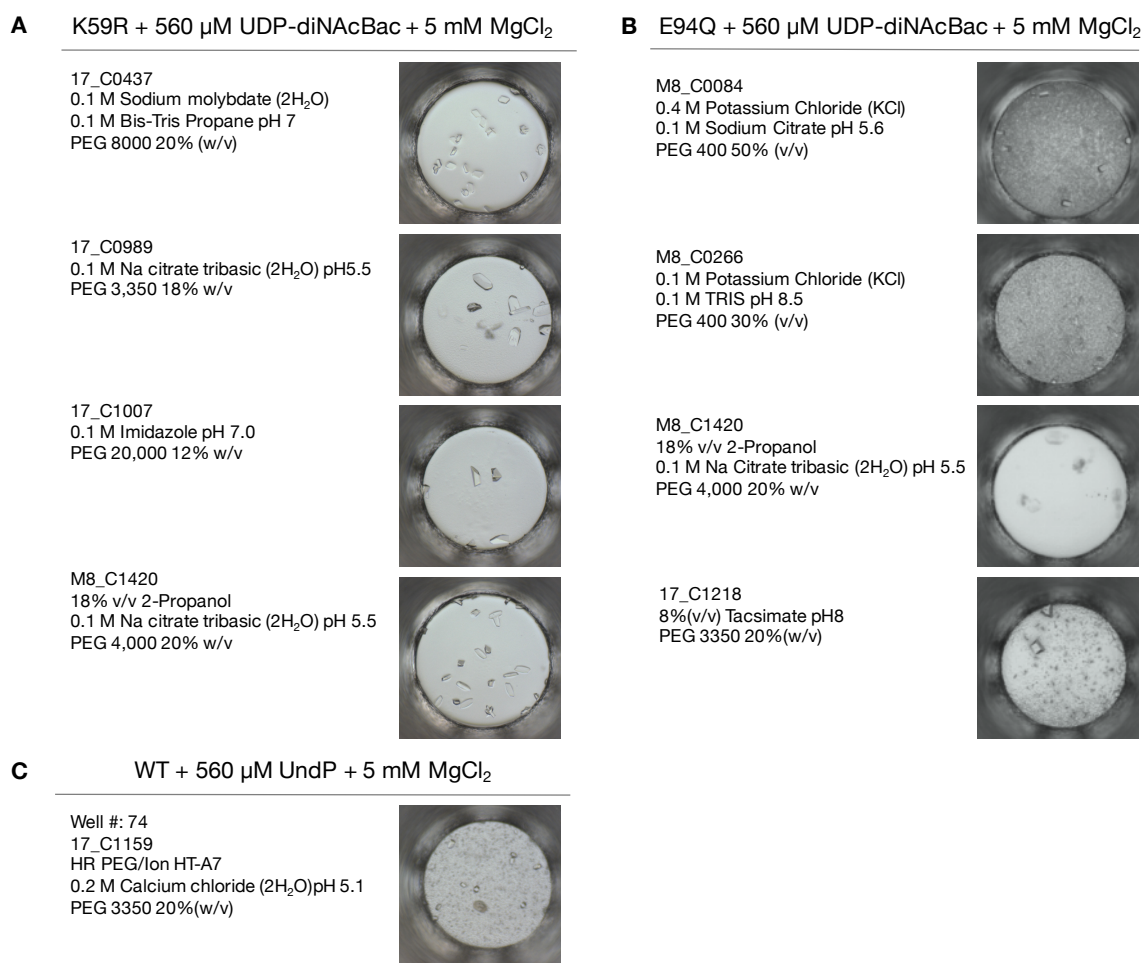 A
K59R + 560 μM UDP-diNAcBac + 5 mM MgCl₂
17_C0437
0.1 M Sodium molybdate (2H₂O)
0.1 M Bis-Tris Propane pH 7
PEG 8000 20% (w/v)
17_C0989
0.1 M Na citrate tribasic (2H₂O) pH5.5
PEG 3,350 18% w/v
17_C1007
0.1 M Imidazole pH 7.0
PEG 20,000 12% w/v
M8_C1420
18% v/v 2-Propanol
0.1 M Na citrate tribasic (2H₂O) pH 5.5
PEG 4,000 20% w/v
B
E94Q + 560 μM UDP-diNAcBac + 5 mM MgCl₂
M8_C0084
0.4 M Potassium Chloride (KCl)
0.1 M Sodium Citrate pH 5.6
PEG 400 50% (v/v)
M8_C0266
0.1 M Potassium Chloride (KCl)
0.1 M TRIS pH 8.5
PEG 400 30% (v/v)
M8_C1420
18% v/v 2-Propanol
0.1 M Na Citrate tribasic (2H₂O) pH 5.5
PEG 4,000 20% w/v
17_C1218
8%(v/v) Tacsimate pH8
PEG 3350 20%(w/v)
C
WT + 560 μM UndP + 5 mM MgCl₂
Well #: 74
17_C1159
HR PEG/Ion HT-A7
0.2 M Calcium chloride (2H₂O)pH 5.1
PEG 3350 20%(w/v)